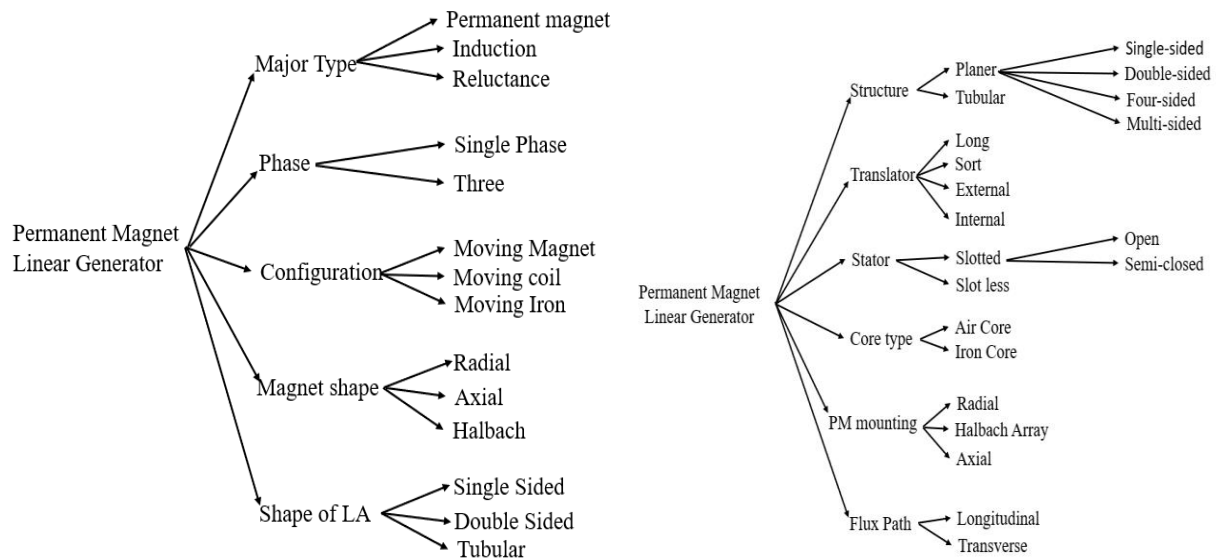 Permanent Magnet
Linear Generator
Major Type
Permanent magnet
Induction
Reluctance
Phase
Single Phase
Three
Configuration
Moving Magnet
Moving coil
Moving Iron
Magnet shape
Radial
Axial
Halbach
Shape of LA
Single Sided
Double Sided
Tubular
Permanent Magnet
Linear Generator
Structure
Planer
Single-sided
Double-sided
Four-sided
Multi-sided
Tubular
Translator
Long
Sort
External
Internal
Stator
Slotted
Open
Semi-closed
Slot less
Core type
Air Core
Iron Core
PM mounting
Radial
Halbach Array
Axial
Flux Path
Longitudinal
Transverse